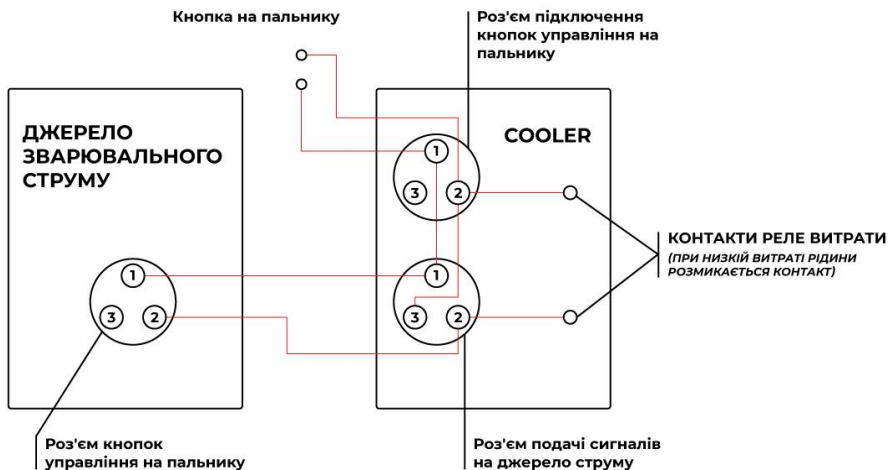 Кнопка на пальнику
Роз'єм підключення
кнопок управління на
пальнику
ДЖЕРЕЛО
ЗВАРЮВАЛЬНОГО
СТРУМУ
COOLER
1
3
2
КОНТАКТИ РЕЛЕ ВИТРАТИ
(ПРИ НИЗКІЙ ВИТРАТІ РІДИНИ
РОЗМИКАЄТЬСЯ КОНТАКТ)
1
3
2
1
3
2
Роз'єм кнопок
управління на пальнику
Роз'єм подачі сигналів
на джерело струму